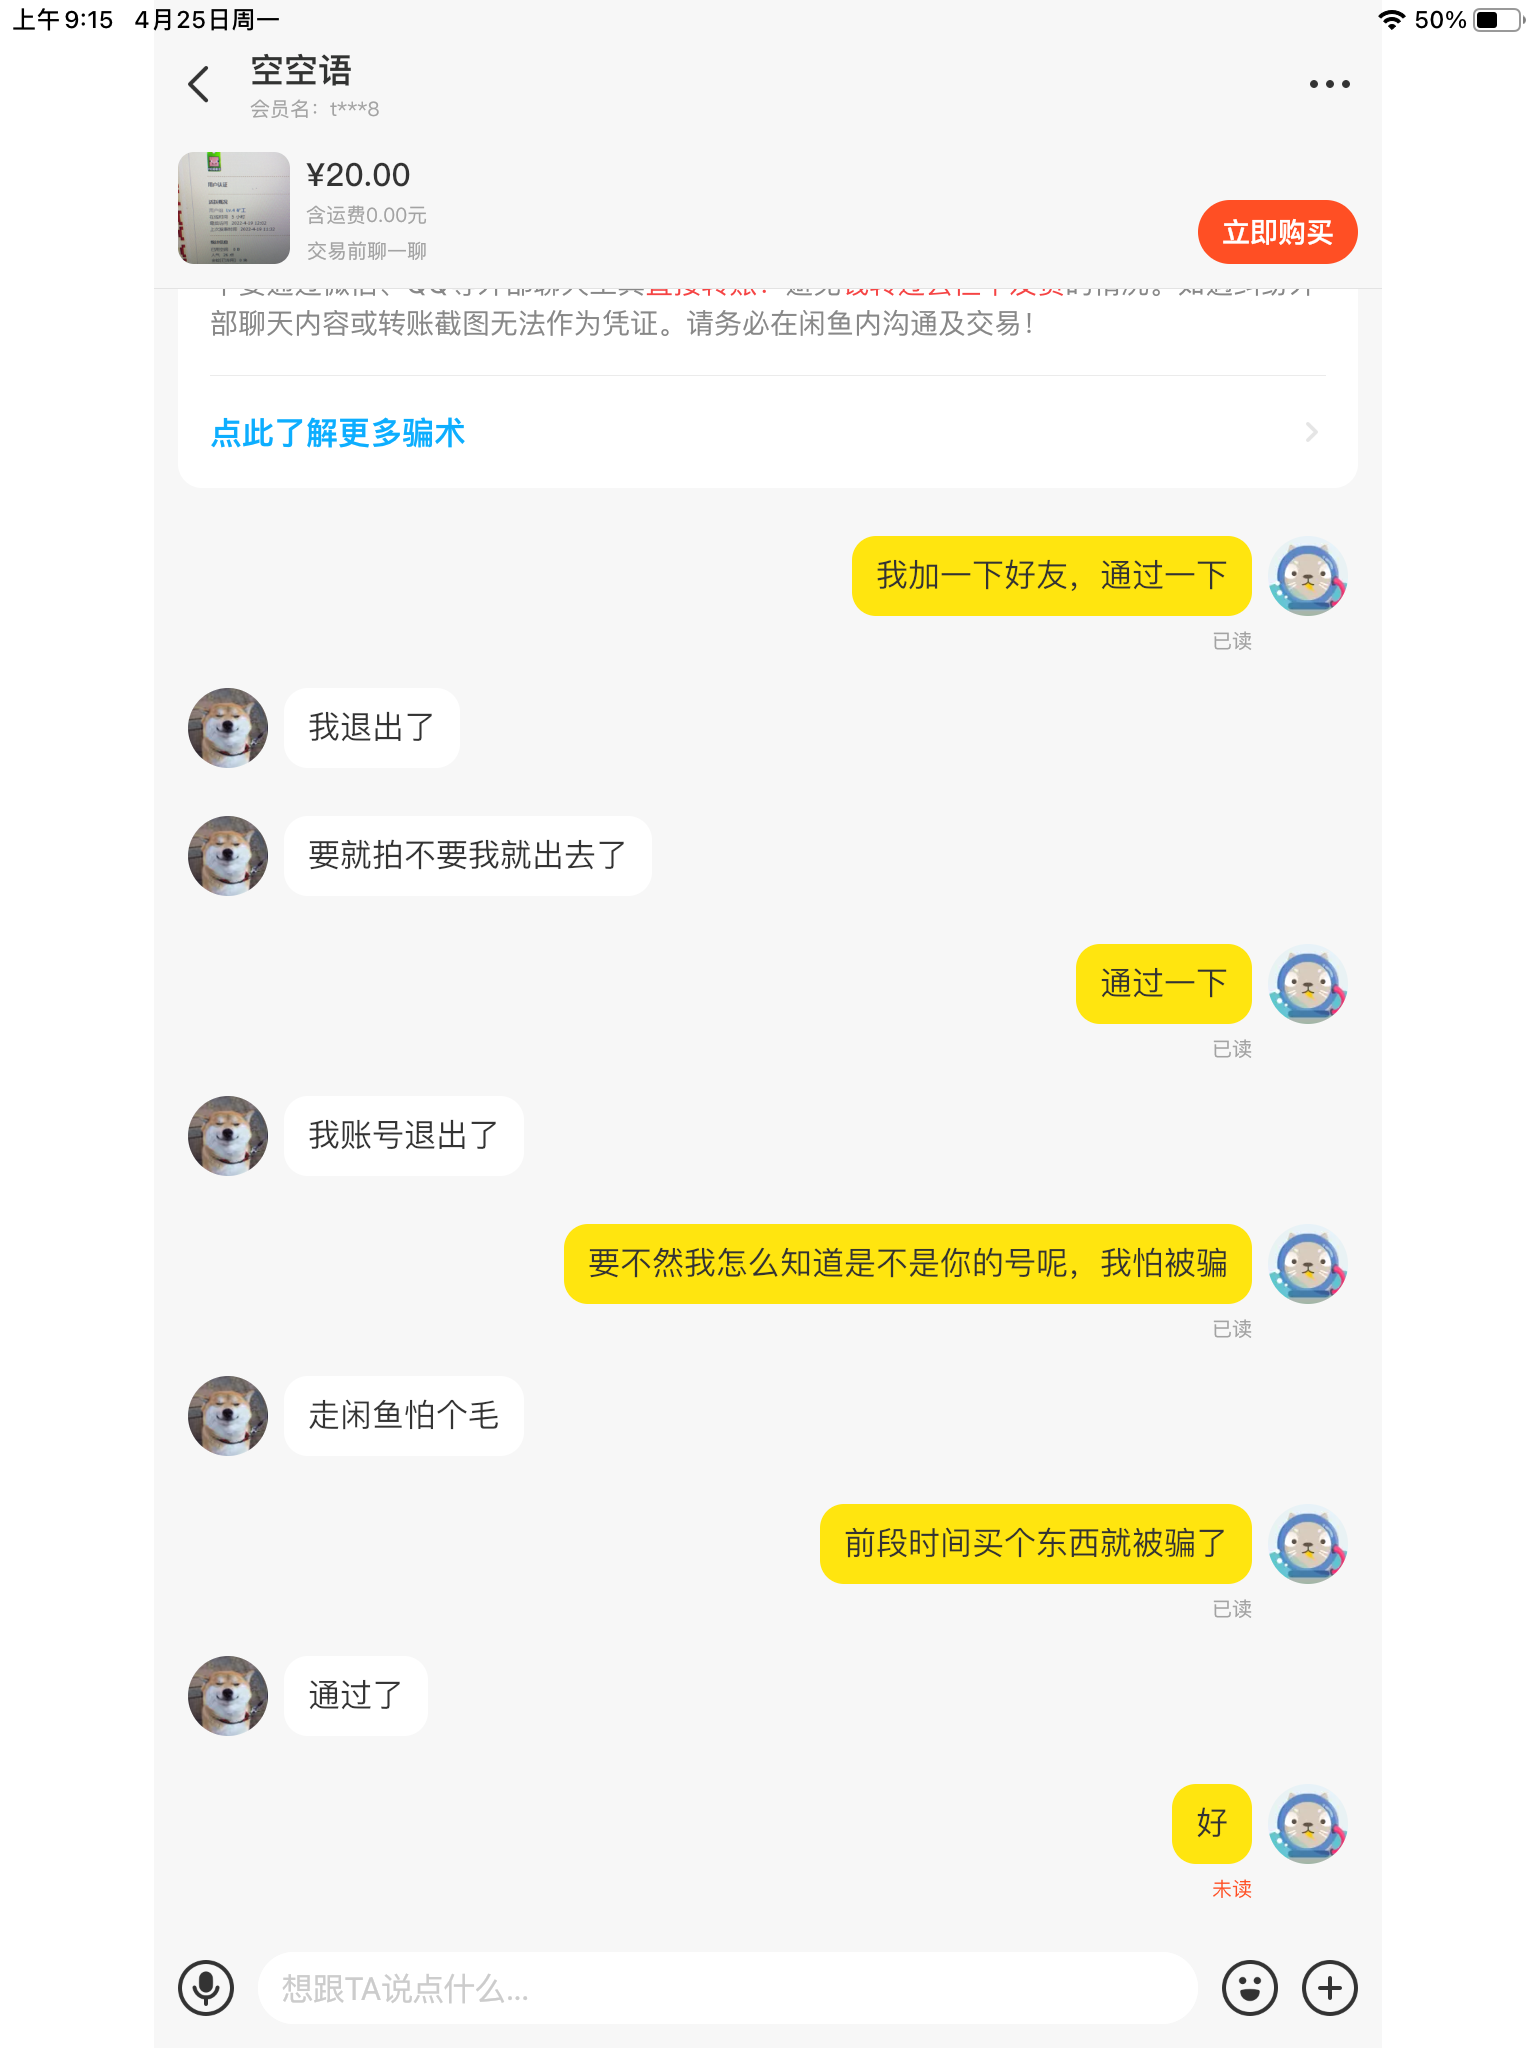 上午9:15 4月25日周一
50%
空空语
会员名：t***8
¥20.00
含运费0.00元
交易前聊一聊
立即购买
部聊天内容或转账截图无法作为凭证。请务必在闲鱼内沟通及交易！
点此了解更多骗术
我加一下好友，通过一下
已读
我退出了
要就拍不要我就出去了
通过一下
已读
我账号退出了
要不然我怎么知道是不是你的号呢，我怕被骗
已读
走闲鱼怕个毛
前段时间买个东西就被骗了
已读
通过了
好
未读
想跟TA说点什么...